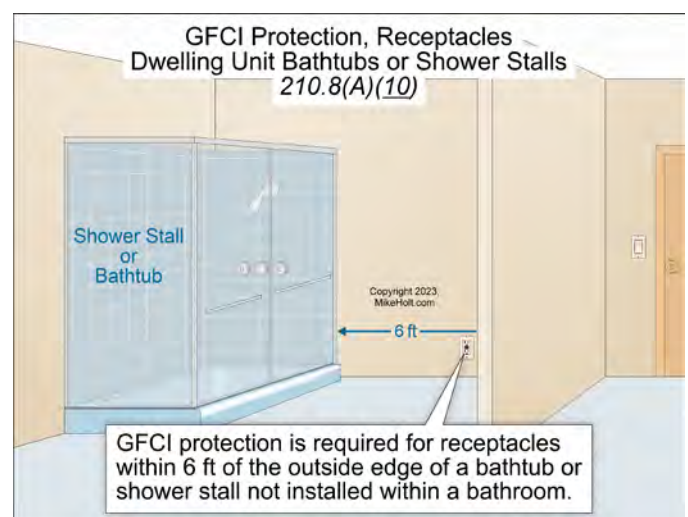 GFCI Protection, Receptacles
Dwelling Unit Bathtubs or Shower Stalls
210.8(A)(10)
Shower Stall
or
Bathtub
Copyright 2023,
MikeHolt.com
6 ft
GFCI protection is required for receptacles
within 6 ft of the outside edge of a bathtub or
shower stall not installed within a bathroom.